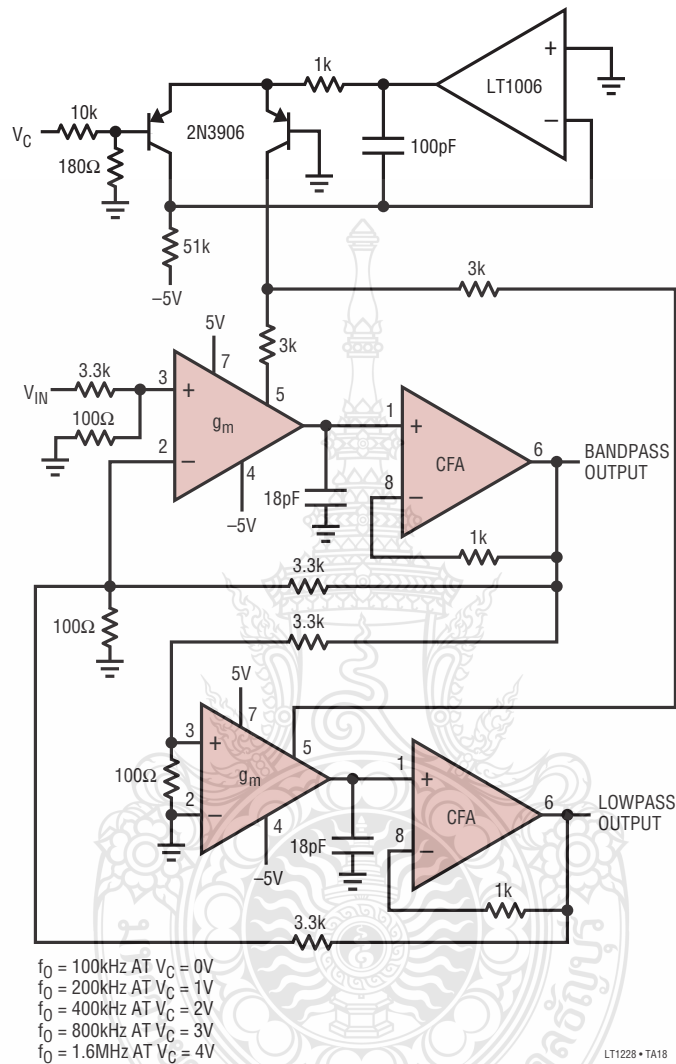 1k
LT1006
+
–
10k
V_C
2N3906
180Ω
100pF
51k
–5V
3k
5V
3k
7
3.3k
3
5
V_IN
+
1
100Ω
g_m
+
6
BANDPASS
OUTPUT
2
–
CFA
4
8
–
18pF
–5V
1k
3.3k
100Ω
3.3k
5V
7
3
5
+
1
100Ω
g_m
+
6
LOWPASS
OUTPUT
2
–
CFA
4
8
–
18pF
–5V
1k
3.3k
f_O = 100kHz AT V_C = 0V
f_O = 200kHz AT V_C = 1V
f_O = 400kHz AT V_C = 2V
f_O = 800kHz AT V_C = 3V
f_O = 1.6MHz AT V_C = 4V
LT1228 • TA18